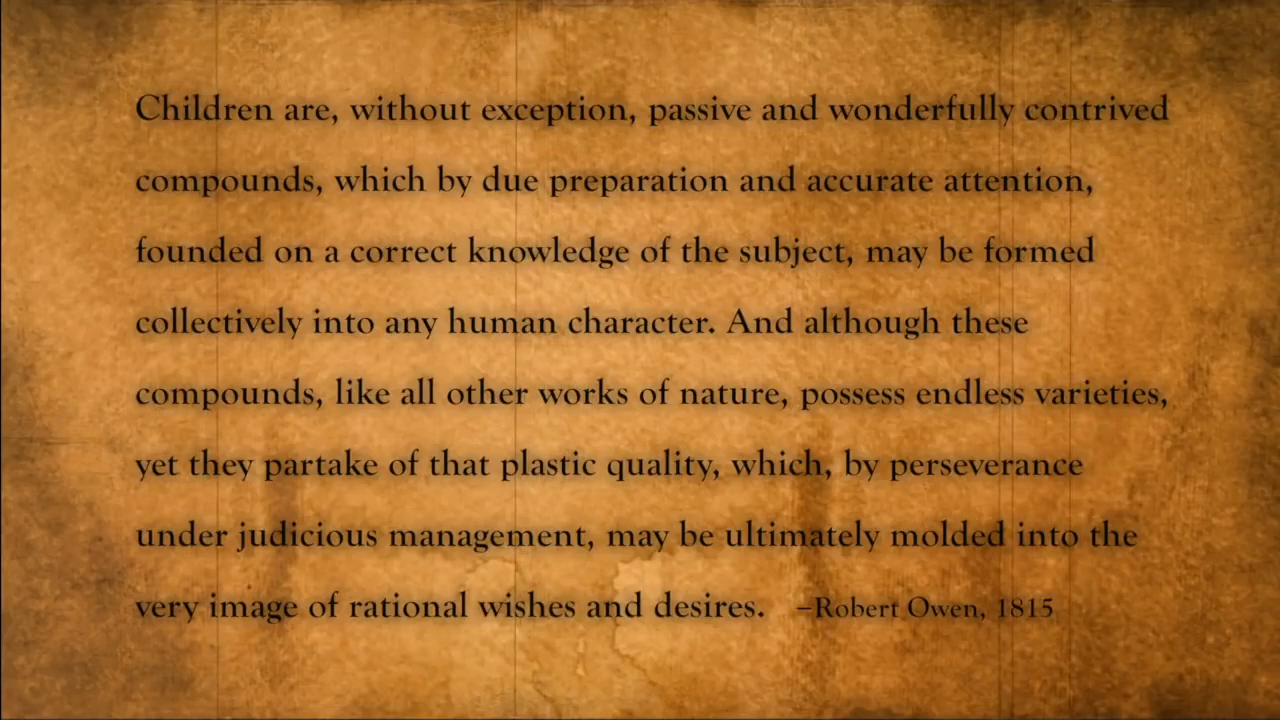 Children are, without exception, passive and wonderfully contrived
compounds, which by due preparation and accurate attention,
founded on a correct knowledge of the subject, may be formed
collectively into any human character. And although these
compounds, like all other works of nature, possess endless varieties,
yet they partake of that plastic quality, which, by perseverance
under judicious management, may be ultimately molded into the
very image of rational wishes and desires. –Robert Owen, 1815